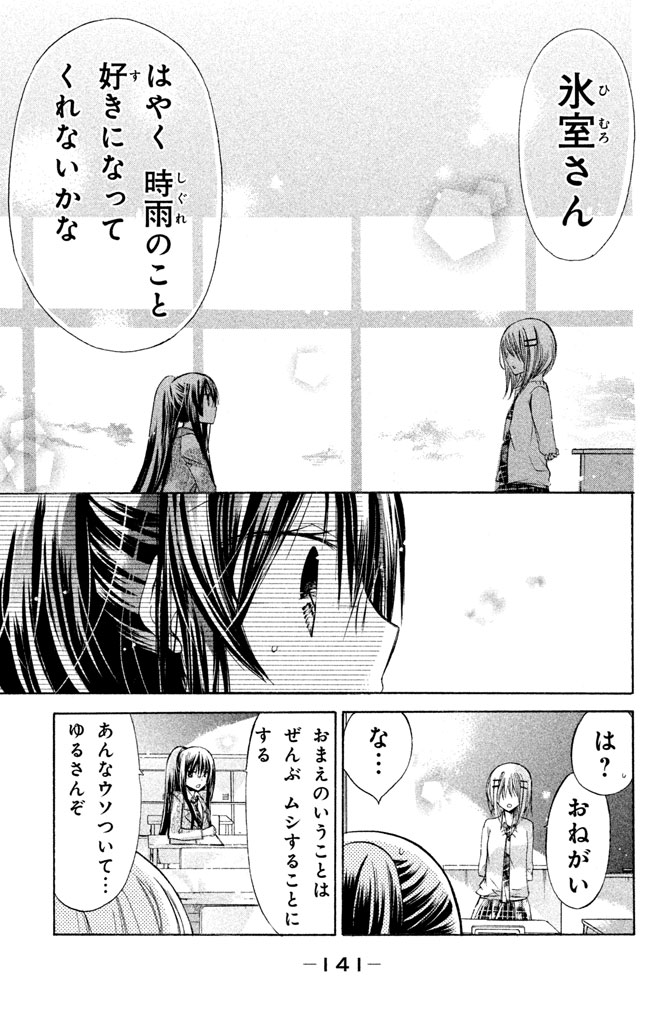 氷室さん
はやく 時雨のこと
好きになって
くれないかな
は?
おねがい
な…
おまえのいうことは
ぜんぶ ムシすることに
する
あんなウソついて…
ゆるさんぞ
-141-